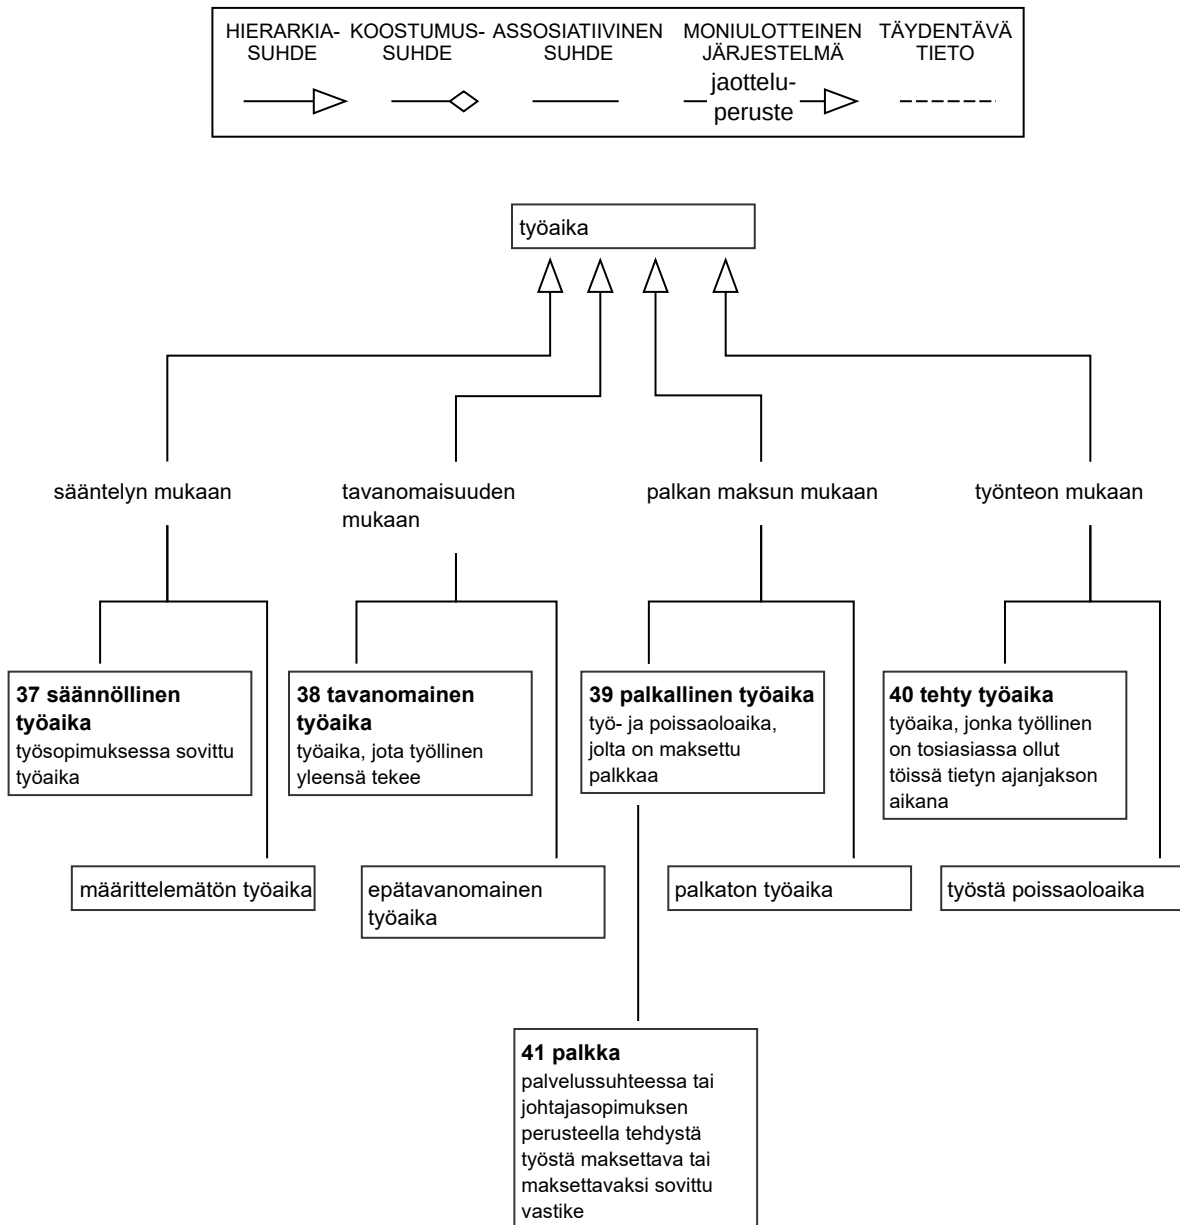 HIERARKIA-
SUHDE
KOOSTUMUS-
SUHDE
ASSOSIATIIVINEN
SUHDE
MONIULOTTEINEN
JÄRJESTELMÄ
TÄYDENTÄVÄ
TIETO
jaottelu-
peruste
työaika
sääntelyn mukaan
tavanomaisuuden
mukaan
palkan maksun mukaan
työnteon mukaan
37 säännöllinen
työaika
työsopimuksessa sovittu
työaika
38 tavanomainen
työaika
työaika, jota työllinen
yleensä tekee
39 palkallinen työaika
työ- ja poissaoloaika,
jolta on maksettu
palkkaa
40 tehty työaika
työaika, jonka työllinen
on tosiasiassa ollut
töissä tietyn ajanjakson
aikana
määrittelemätön työaika
epätavanomainen
työaika
palkaton työaika
työstä poissaoloaika
41 palkka
palvelussuhteessa tai
johtajasopimuksen
perusteella tehdystä
työstä maksettava tai
maksettavaksi sovittu
vastike